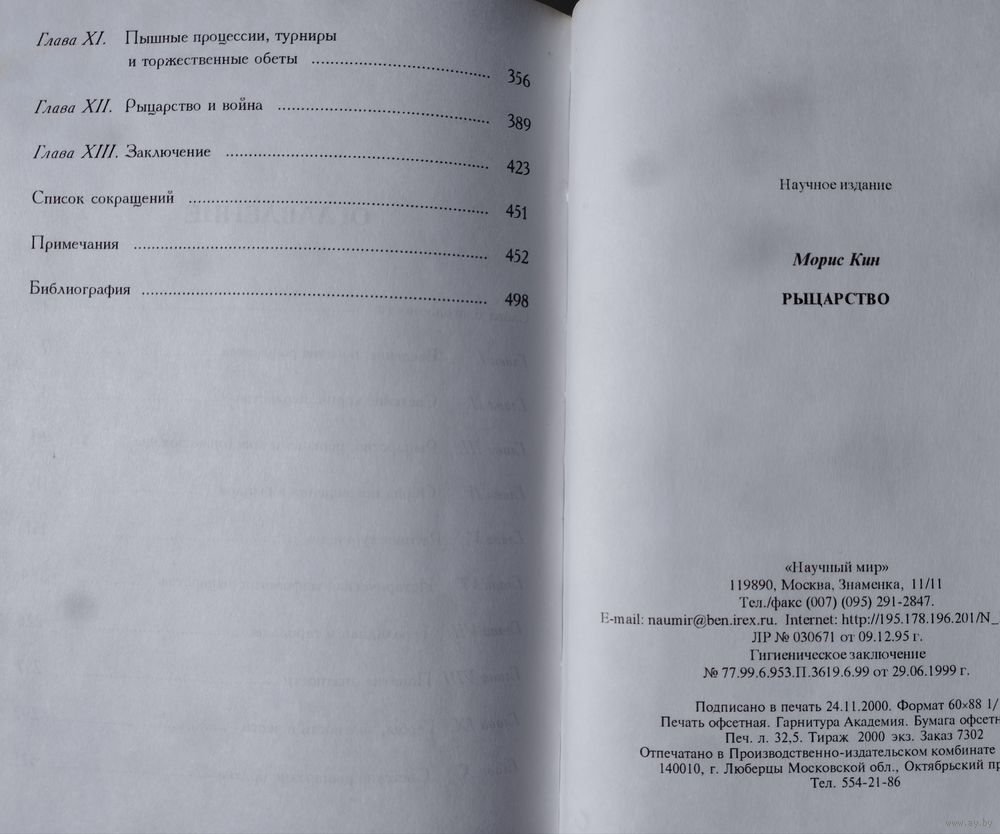 Глава XI. Пышные процессии, турниры
и торжественные обеты ........ 356
Глава XII. Рыцарство и война ........ 389
Глава XIII. Заключение ........ 423
Список сокращений ........ 451
Примечания ........ 452
Библиография ........ 498
Научное издание
Морис Кин
РЫЦАРСТВО
«Научный мир»
119890, Москва, Знаменка, 11/11
Тел./факс (007) (095) 291-2847.
E-mail: naumir@ben.irex.ru. Internet: http://195.178.196.201/N_
ЛР № 030671 от 09.12.95 г.
Гигиеническое заключение
№ 77.99.6.953.П.3619.6.99 от 29.06.1999 г.
Подписано в печать 24.11.2000. Формат 60×88 1/
Печать офсетная. Гарнитура Академия. Бумага офсетн
Печ. л. 32,5. Тираж 2000 экз. Заказ 7302
Отпечатано в Производственно-издательском комбинате
140010, г. Люберцы Московской обл., Октябрьский пр
Тел. 554-21-86
www.ay.by